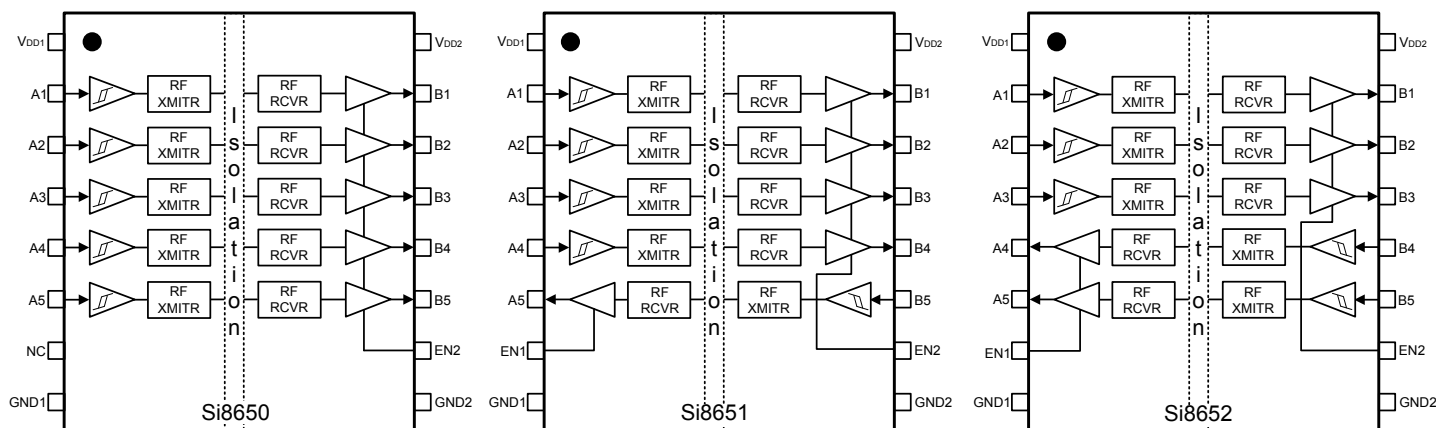 VDD1 VDD2
A1 RF XMITR RF RCVR B1
A2 RF XMITR RF RCVR B2
A3 RF XMITR RF RCVR B3
A4 RF XMITR RF RCVR B4
A5 RF XMITR RF RCVR B5
Isolation
NC EN2
GND1 GND2
Si8650
VDD1 VDD2
A1 RF XMITR RF RCVR B1
A2 RF XMITR RF RCVR B2
A3 RF XMITR RF RCVR B3
A4 RF XMITR RF RCVR B4
A5 RF RCVR RF XMITR B5
Isolation
EN1 EN2
GND1 GND2
Si8651
VDD1 VDD2
A1 RF XMITR RF RCVR B1
A2 RF XMITR RF RCVR B2
A3 RF XMITR RF RCVR B3
A4 RF RCVR RF XMITR B4
A5 RF RCVR RF XMITR B5
Isolation
EN1 EN2
GND1 GND2
Si8652